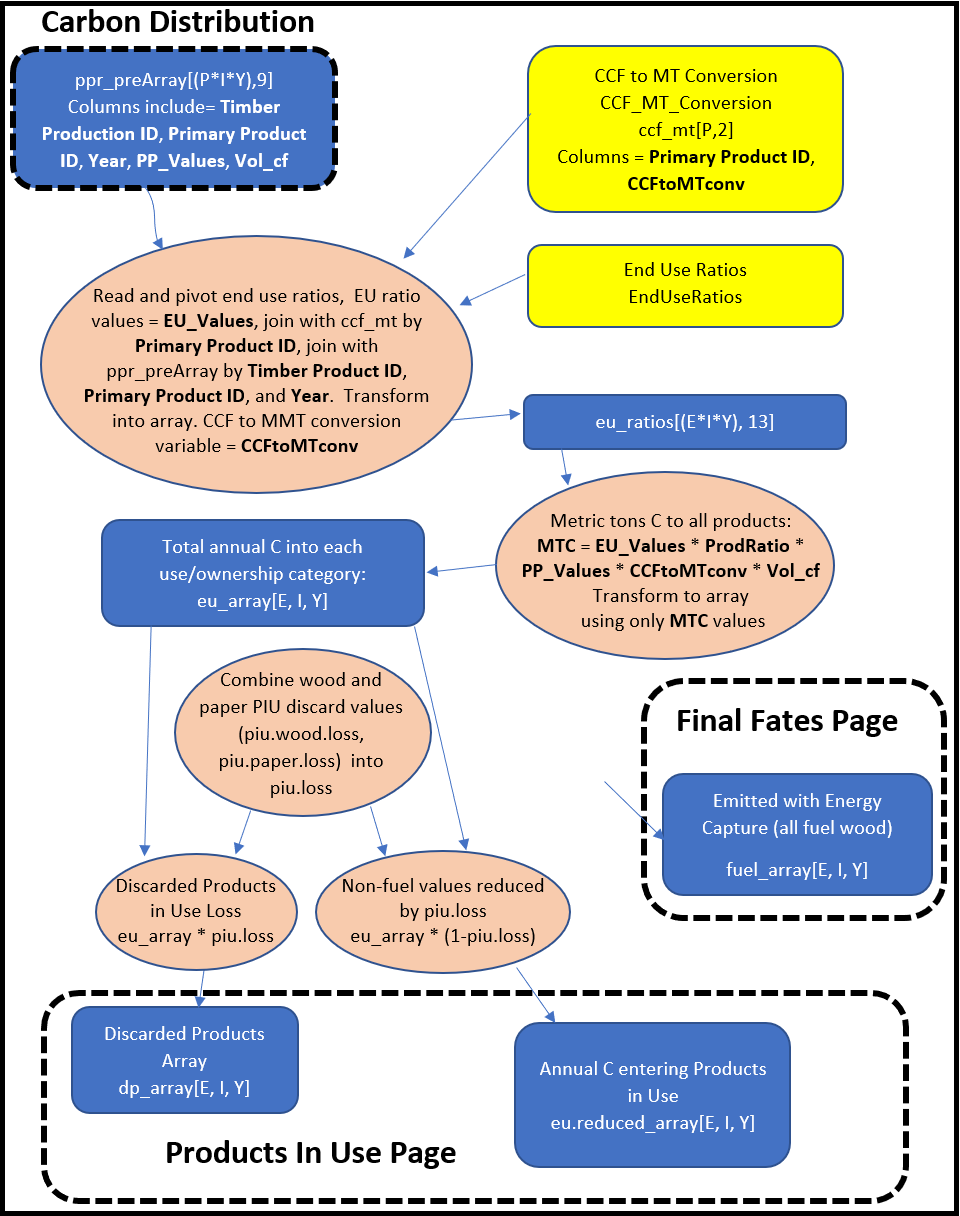 Carbon Distribution
ppr_preArray[(P*I*Y),9]
Columns include= Timber
Production ID, Primary Product
ID, Year, PP_Values, Vol_cf
CCF to MT Conversion
CCF_MT_Conversion
ccf_mt[P,2]
Columns = Primary Product ID,
CCFtoMTconv
End Use Ratios
EndUseRatios
Read and pivot end use ratios,  EU ratio
values = EU_Values, join with ccf_mt by
Primary Product ID, join with
ppr_preArray by Timber Product ID,
Primary Product ID, and Year.  Transform
into array. CCF to MMT conversion
variable = CCFtoMTconv
eu_ratios[(E*I*Y), 13]
Metric tons C to all products:
MTC = EU_Values * ProdRatio *
PP_Values * CCFtoMTconv * Vol_cf
Transform to array
using only MTC values
Total annual C into each
use/ownership category:
eu_array[E, I, Y]
Combine wood and
paper PIU discard values
(piu.wood.loss,
piu.paper.loss)  into
piu.loss
Final Fates Page
Emitted with Energy
Capture (all fuel wood)
fuel_array[E, I, Y]
Discarded Products
in Use Loss
eu_array * piu.loss
Non-fuel values reduced
by piu.loss
eu_array * (1-piu.loss)
Discarded Products
Array
dp_array[E, I, Y]
Annual C entering Products
in Use
eu.reduced_array[E, I, Y]
Products In Use Page